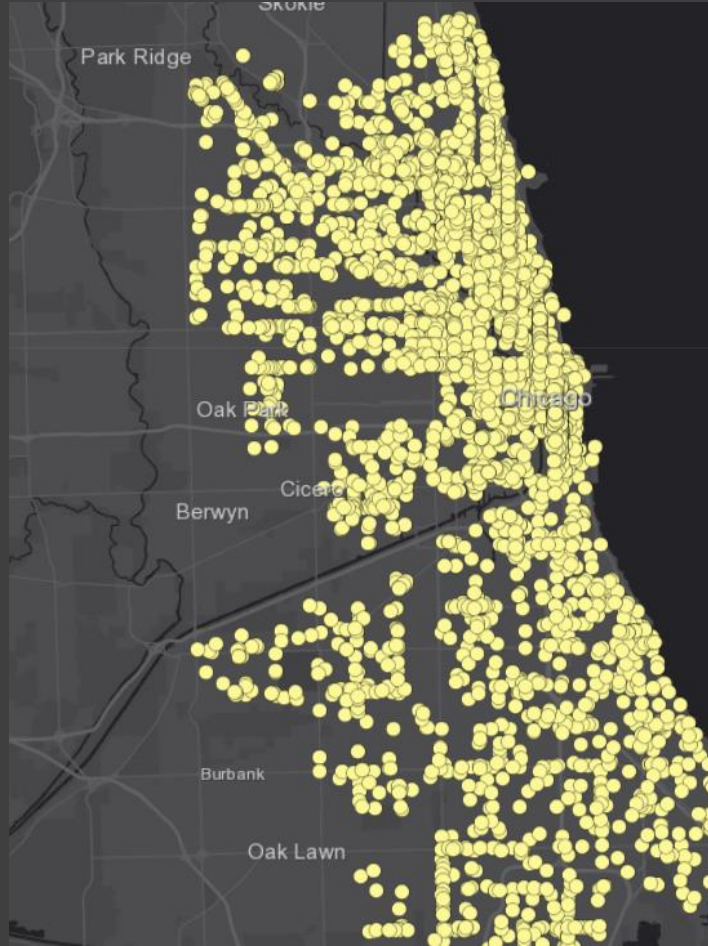 Skokie
Park Ridge
Chicago
Oak Park
Cicero
Berwyn
Burbank
Oak Lawn